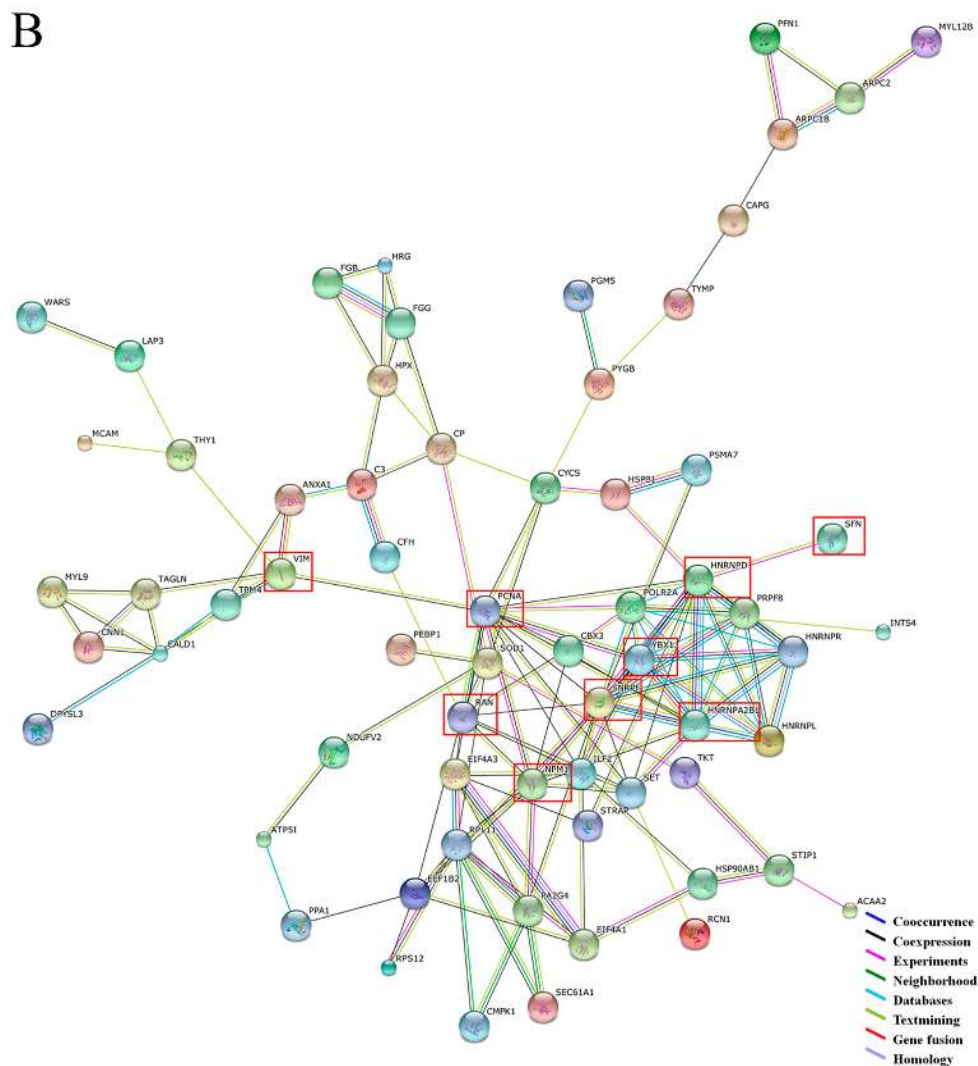 B
PFN1
MYL12B
ARPC2
ARPC1B
CAPG
HRG
FGB
PGM5
TYMP
WARS
FGG
LAP3
HPX
PYGB
MCAM
THY1
CP
PSMA7
C3
CYCS
HSPB1
ANXA1
SFN
CFH
VIM
HNRNPD
MYL9
TAGLN
TPM4
PCNA
POLR2A
PRPF8
INTS4
CNN1
CALD1
PEBP1
SOD1
CBX3
YBX1
HNRNPR
SNRPF
DPYSL3
RAN
HNRNPA2B1
HNRNPL
NDUFV2
EIF4A3
NPM1
ILF2
SET
TKT
ATP5I
RPL11
STRAP
EEF1B2
HSP90AB1
STIP1
PPA1
PA2G4
ACAA2
EIF4A1
RCN1
RPS12
CMPK1
SEC61A1
Cooccurrence
Coexpression
Experiments
Neighborhood
Databases
Textmining
Gene fusion
Homology